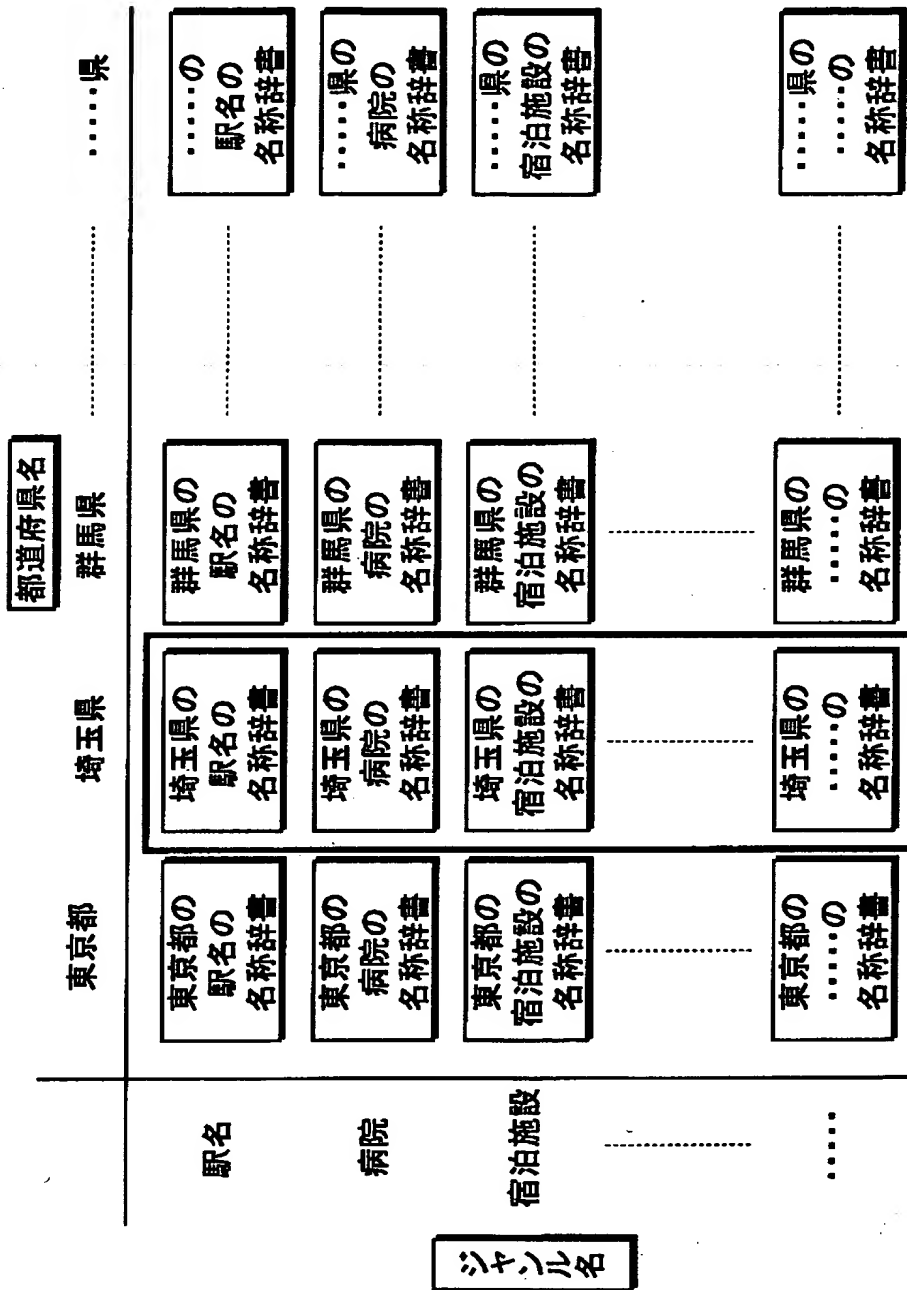 都道府県名
東京都 埼玉県 群馬県 ……………… ・・・・・県
ジャンル名
駅名
東京都の
駅名の
名称辞書
埼玉県の
駅名の
名称辞書
群馬県の
駅名の
名称辞書
………………
・・・・・・の
駅名の
名称辞書
病院
東京都の
病院の
名称辞書
埼玉県の
病院の
名称辞書
群馬県の
病院の
名称辞書
………………
・・・・・県の
病院の
名称辞書
宿泊施設
東京都の
宿泊施設の
名称辞書
埼玉県の
宿泊施設の
名称辞書
群馬県の
宿泊施設の
名称辞書
………………
・・・・・県の
宿泊施設の
名称辞書
……………… ……………… ……………… ………………
・・・・・
東京都の
・・・・・の
名称辞書
埼玉県の
・・・・・の
名称辞書
群馬県の
・・・・・の
名称辞書
………………
・・・・・県の
・・・・・の
名称辞書